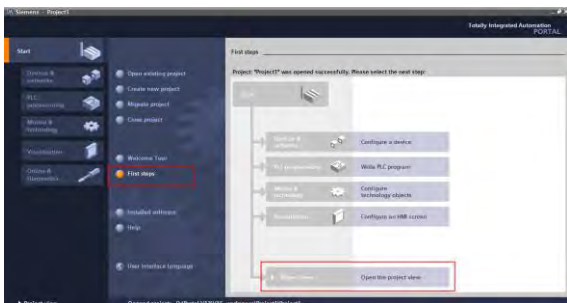 Siemens - Project1
Totally Integrated Automation
PORTAL
Start
Devices &
networks
PLC
programming
Motion &
technology
Visualization
Online &
Diagnostics
Open existing project
Create new project
Migrate project
Close project
Welcome Tour
First steps
Installed software
Help
User interface language
First steps
Project: "Project1" was opened successfully. Please select the next step:
Start
Devices &
networks
Configure a device
PLC programming
Write PLC program
Motion &
technology
Configure
technology objects
Visualization
Configure an HMI screen
Project view
Open the project view
Project view
Opened project: